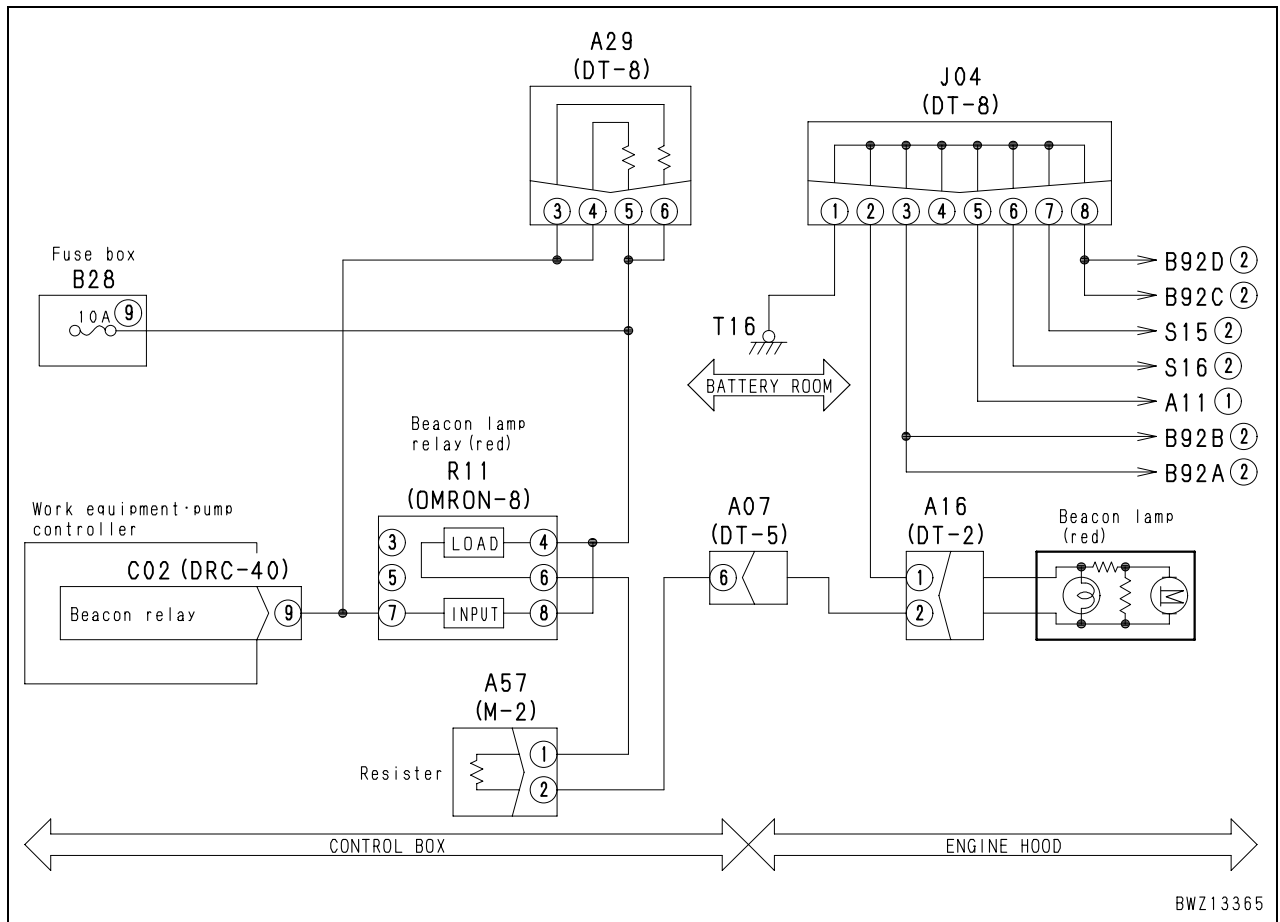 A29
(DT-8)
3 4 5 6
J04
(DT-8)
1 2 3 4 5 6 7 8
Fuse box
B28
10A 9
T16
BATTERY ROOM
B92D 2
B92C 2
S15 2
S16 2
A11 1
B92B 2
B92A 2
Beacon lamp
relay(red)
R11
(OMRON-8)
3 LOAD 4
5 6
7 INPUT 8
Work equipment·pump
controller
C02 (DRC-40)
Beacon relay 9
A07
(DT-5)
6
A16
(DT-2)
1
2
Beacon lamp
(red)
M
A57
(M-2)
Resister
1
2
CONTROL BOX
ENGINE HOOD
BWZ13365